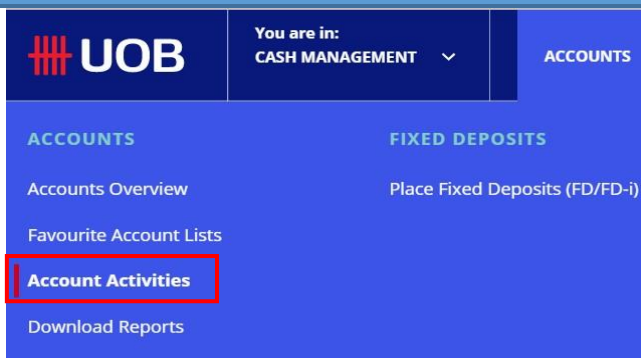 UOB
You are in:
CASH MANAGEMENT
ACCOUNTS
ACCOUNTS
Accounts Overview
Favourite Account Lists
Account Activities
Download Reports
FIXED DEPOSITS
Place Fixed Deposits (FD/FD-i)